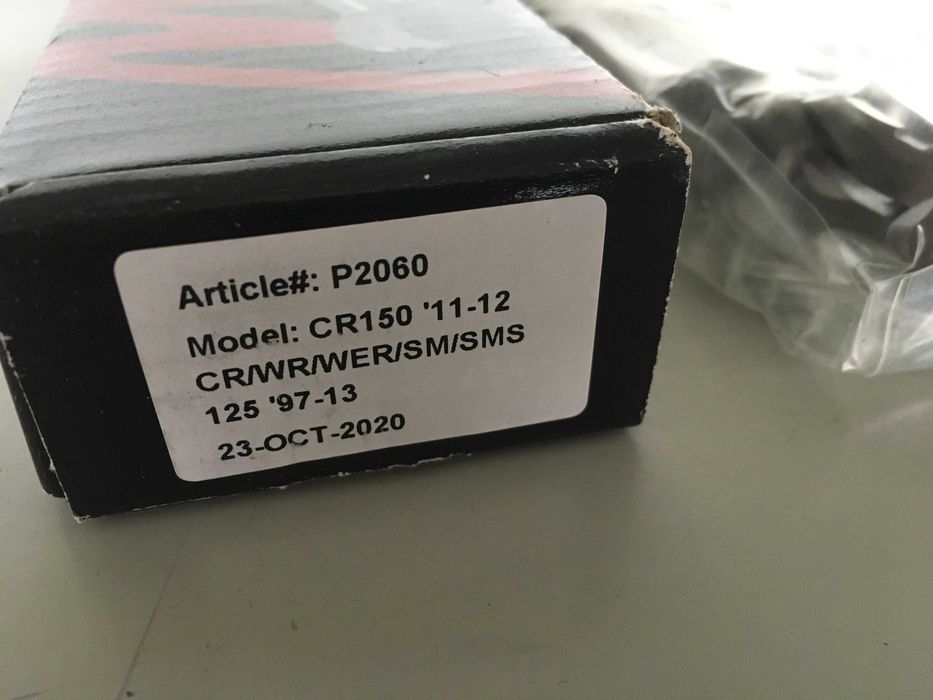 Article#: P2060
Model: CR150 '11-12
CR/WR/WER/SM/SMS
125 '97-13
23-OCT-2020